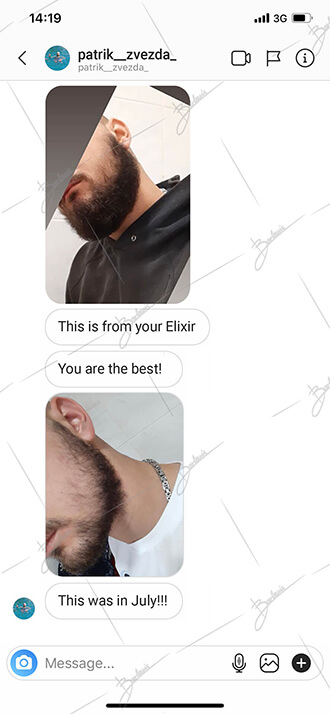 14:19
3G
patrik__zvezda_
patrik__zvezda_
This is from your Elixir
You are the best!
This was in July!!!
Message...